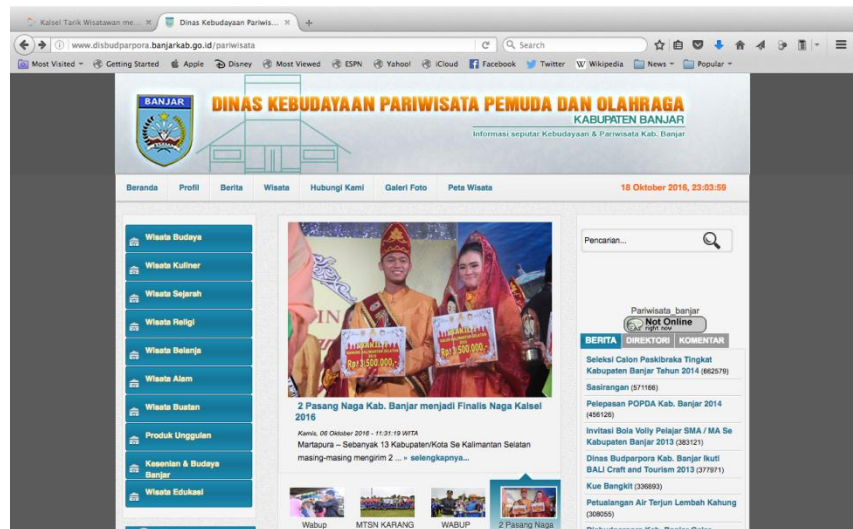 Kalsel Tarik Wisatawan me...
Dinas Kebudayaan Pariwis...
www.disbudparpora.banjarkab.go.id/pariwisata
Search
Most Visited
Getting Started
Apple
Disney
Most Viewed
ESPN
Yahoo!
iCloud
Facebook
Twitter
Wikipedia
News
Popular
BANJAR
DINAS KEBUDAYAAN PARIWISATA PEMUDA DAN OLAHRAGA
KABUPATEN BANJAR
Informasi seputar Kebudayaan & Pariwisata Kab. Banjar
Beranda
Profil
Berita
Wisata
Hubungi Kami
Galeri Foto
Peta Wisata
18 Oktober 2016, 23:03:59
Wisata Budaya
Wisata Kuliner
Wisata Sejarah
Wisata Religi
Wisata Belanja
Wisata Alam
Wisata Buatan
Produk Unggulan
Kesenian & Budaya
Banjar
Wisata Edukasi
Rp 1.500.000,-
Rp 1.500.000,-
2 Pasang Naga Kab. Banjar menjadi Finalis Naga Kalsel
2016
Kamis, 06 Oktober 2016 - 11:31:19 WITA
Martapura – Sebanyak 13 Kabupaten/Kota Se Kalimantan Selatan
masing-masing mengirim 2 ... » selengkapnya...
Wabup
MTSN KARANG
WABUP
2 Pasang Naga
Pencarian...
Pariwisata_banjar
Not Online
right now
BERITA
DIREKTORI
KOMENTAR
Seleksi Calon Paskibraka Tingkat
Kabupaten Banjar Tahun 2014 (662579)
Sasirangan (571166)
Pelepasan POPDA Kab. Banjar 2014
(456126)
Invitasi Bola Volly Pelajar SMA / MA Se
Kabupaten Banjar 2013 (383121)
Dinas Budparpora Kab. Banjar Ikuti
BALI Craft and Tourism 2013 (377971)
Kue Bangkit (336893)
Petualangan Air Terjun Lembah Kahung
(308055)